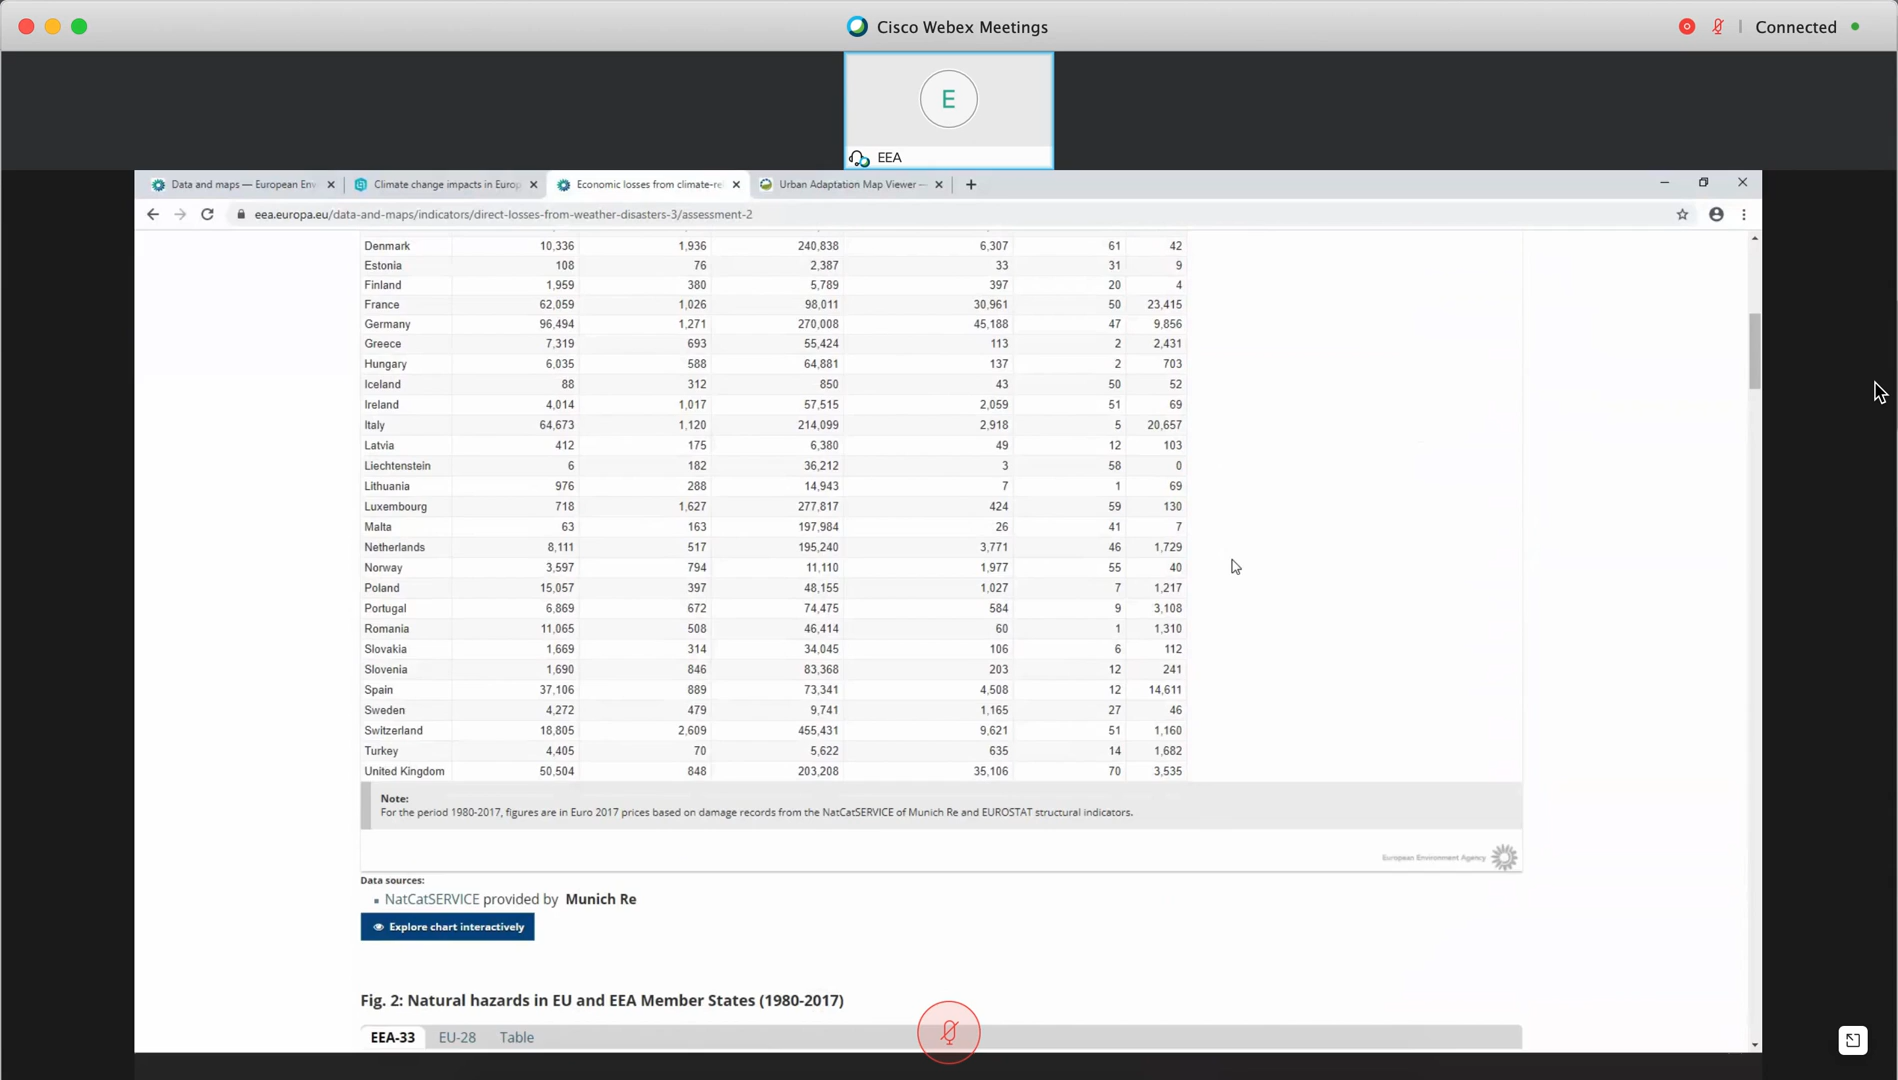 Cisco Webex Meetings
Connected
E
EEA
Data and maps — European Env
Climate change impacts in Europ
Economic losses from climate-re
Urban Adaptation Map Viewer —
eea.europa.eu/data-and-maps/indicators/direct-losses-from-weather-disasters-3/assessment-2
Denmark 10,336 1,936 240,838 6,307 61 42
Estonia 108 76 2,387 33 31 9
Finland 1,959 380 5,789 397 20 4
France 62,059 1,026 98,011 30,961 50 23,415
Germany 96,494 1,271 270,008 45,188 47 9,856
Greece 7,319 693 55,424 113 2 2,431
Hungary 6,035 588 64,881 137 2 703
Iceland 88 312 850 43 50 52
Ireland 4,014 1,017 57,515 2,059 51 69
Italy 64,673 1,120 214,099 2,918 5 20,657
Latvia 412 175 6,380 49 12 103
Liechtenstein 6 182 36,212 3 58 0
Lithuania 976 288 14,943 7 1 69
Luxembourg 718 1,627 277,817 424 59 130
Malta 63 163 197,984 26 41 7
Netherlands 8,111 517 195,240 3,771 46 1,729
Norway 3,597 794 11,110 1,977 55 40
Poland 15,057 397 48,155 1,027 7 1,217
Portugal 6,869 672 74,475 584 9 3,108
Romania 11,065 508 46,414 60 1 1,310
Slovakia 1,669 314 34,045 106 6 112
Slovenia 1,690 846 83,368 203 12 241
Spain 37,106 889 73,341 4,508 12 14,611
Sweden 4,272 479 9,741 1,165 27 46
Switzerland 18,805 2,609 455,431 9,621 51 1,160
Turkey 4,405 70 5,622 635 14 1,682
United Kingdom 50,504 848 203,208 35,106 70 3,535
Note:
For the period 1980-2017, figures are in Euro 2017 prices based on damage records from the NatCatSERVICE of Munich Re and EUROSTAT structural indicators.
European Environment Agency
Data sources:
NatCatSERVICE provided by Munich Re
Explore chart interactively
Fig. 2: Natural hazards in EU and EEA Member States (1980-2017)
EEA-33 EU-28 Table